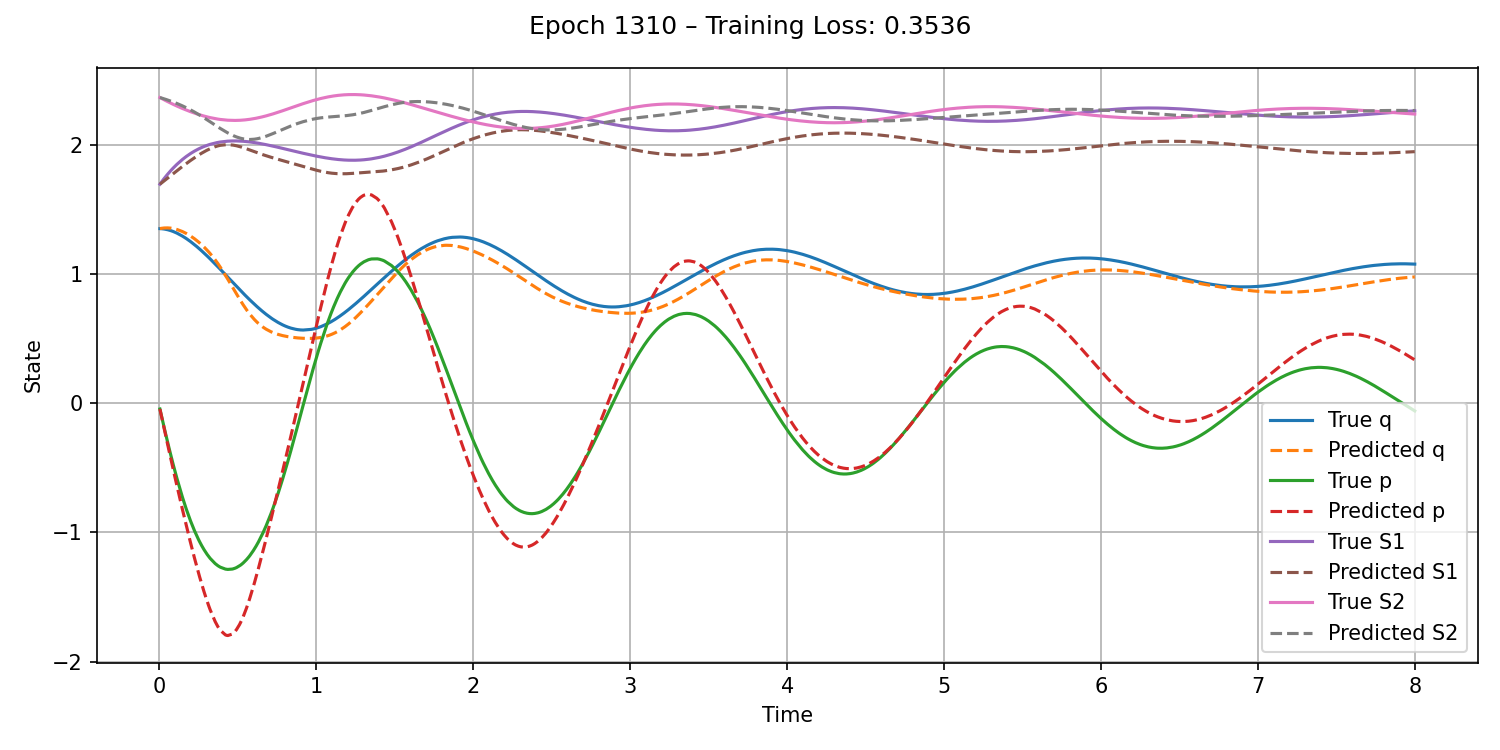 Epoch 1310 – Training Loss: 0.3536
State
2
1
0
−1
−2
0 1 2 3 4 5 6 7 8
Time
True q
Predicted q
True p
Predicted p
True S1
Predicted S1
True S2
Predicted S2